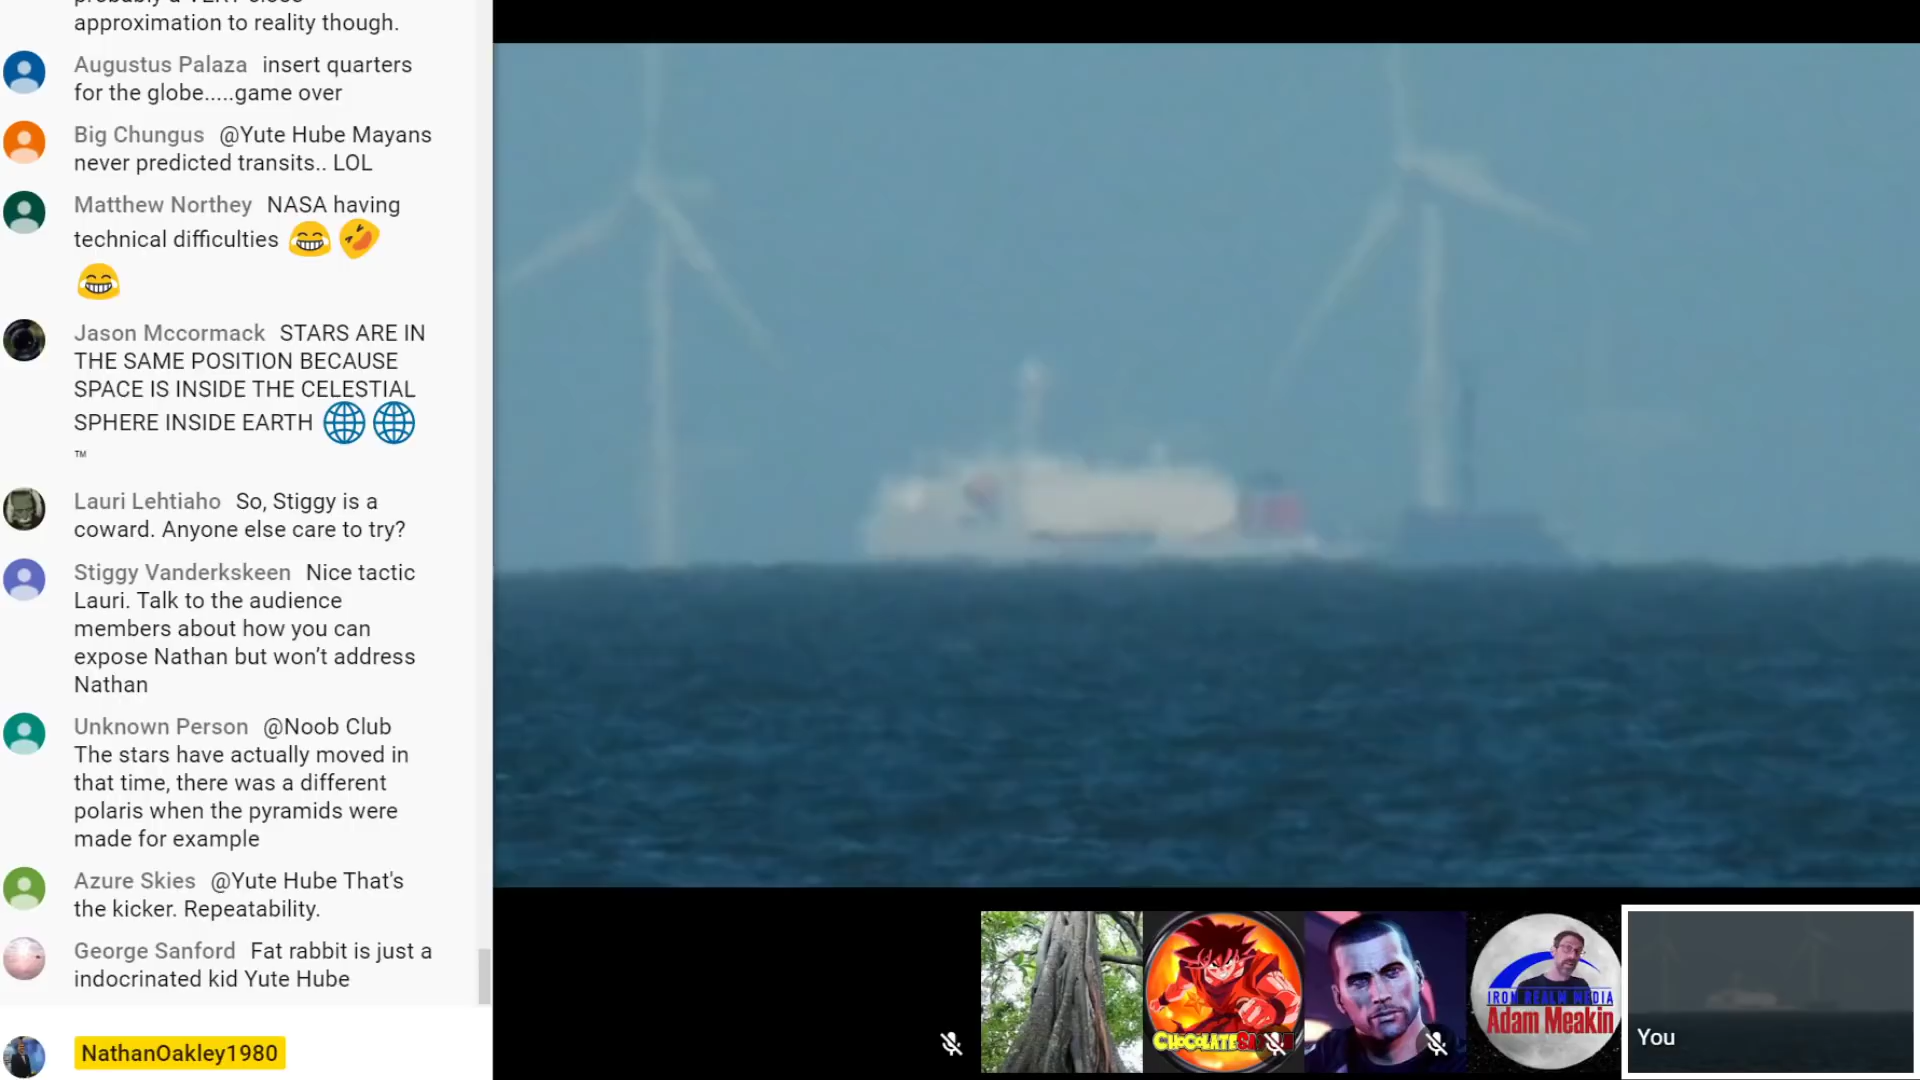 probably a VERY close
approximation to reality though.
Augustus Palaza insert quarters
for the globe.....game over
Big Chungus @Yute Hube Mayans
never predicted transits.. LOL
Matthew Northey NASA having
technical difficulties 😂 🤣
😂
Jason Mccormack STARS ARE IN
THE SAME POSITION BECAUSE
SPACE IS INSIDE THE CELESTIAL
SPHERE INSIDE EARTH 🌐 🌐
™
Lauri Lehtiaho So, Stiggy is a
coward. Anyone else care to try?
Stiggy Vanderkskeen Nice tactic
Lauri. Talk to the audience
members about how you can
expose Nathan but won’t address
Nathan
Unknown Person @Noob Club
The stars have actually moved in
that time, there was a different
polaris when the pyramids were
made for example
Azure Skies @Yute Hube That's
the kicker. Repeatability.
George Sanford Fat rabbit is just a
indocrinated kid Yute Hube
NathanOakley1980
CHOCOLATE
IRON REALM MEDIA
Adam Meakin
You